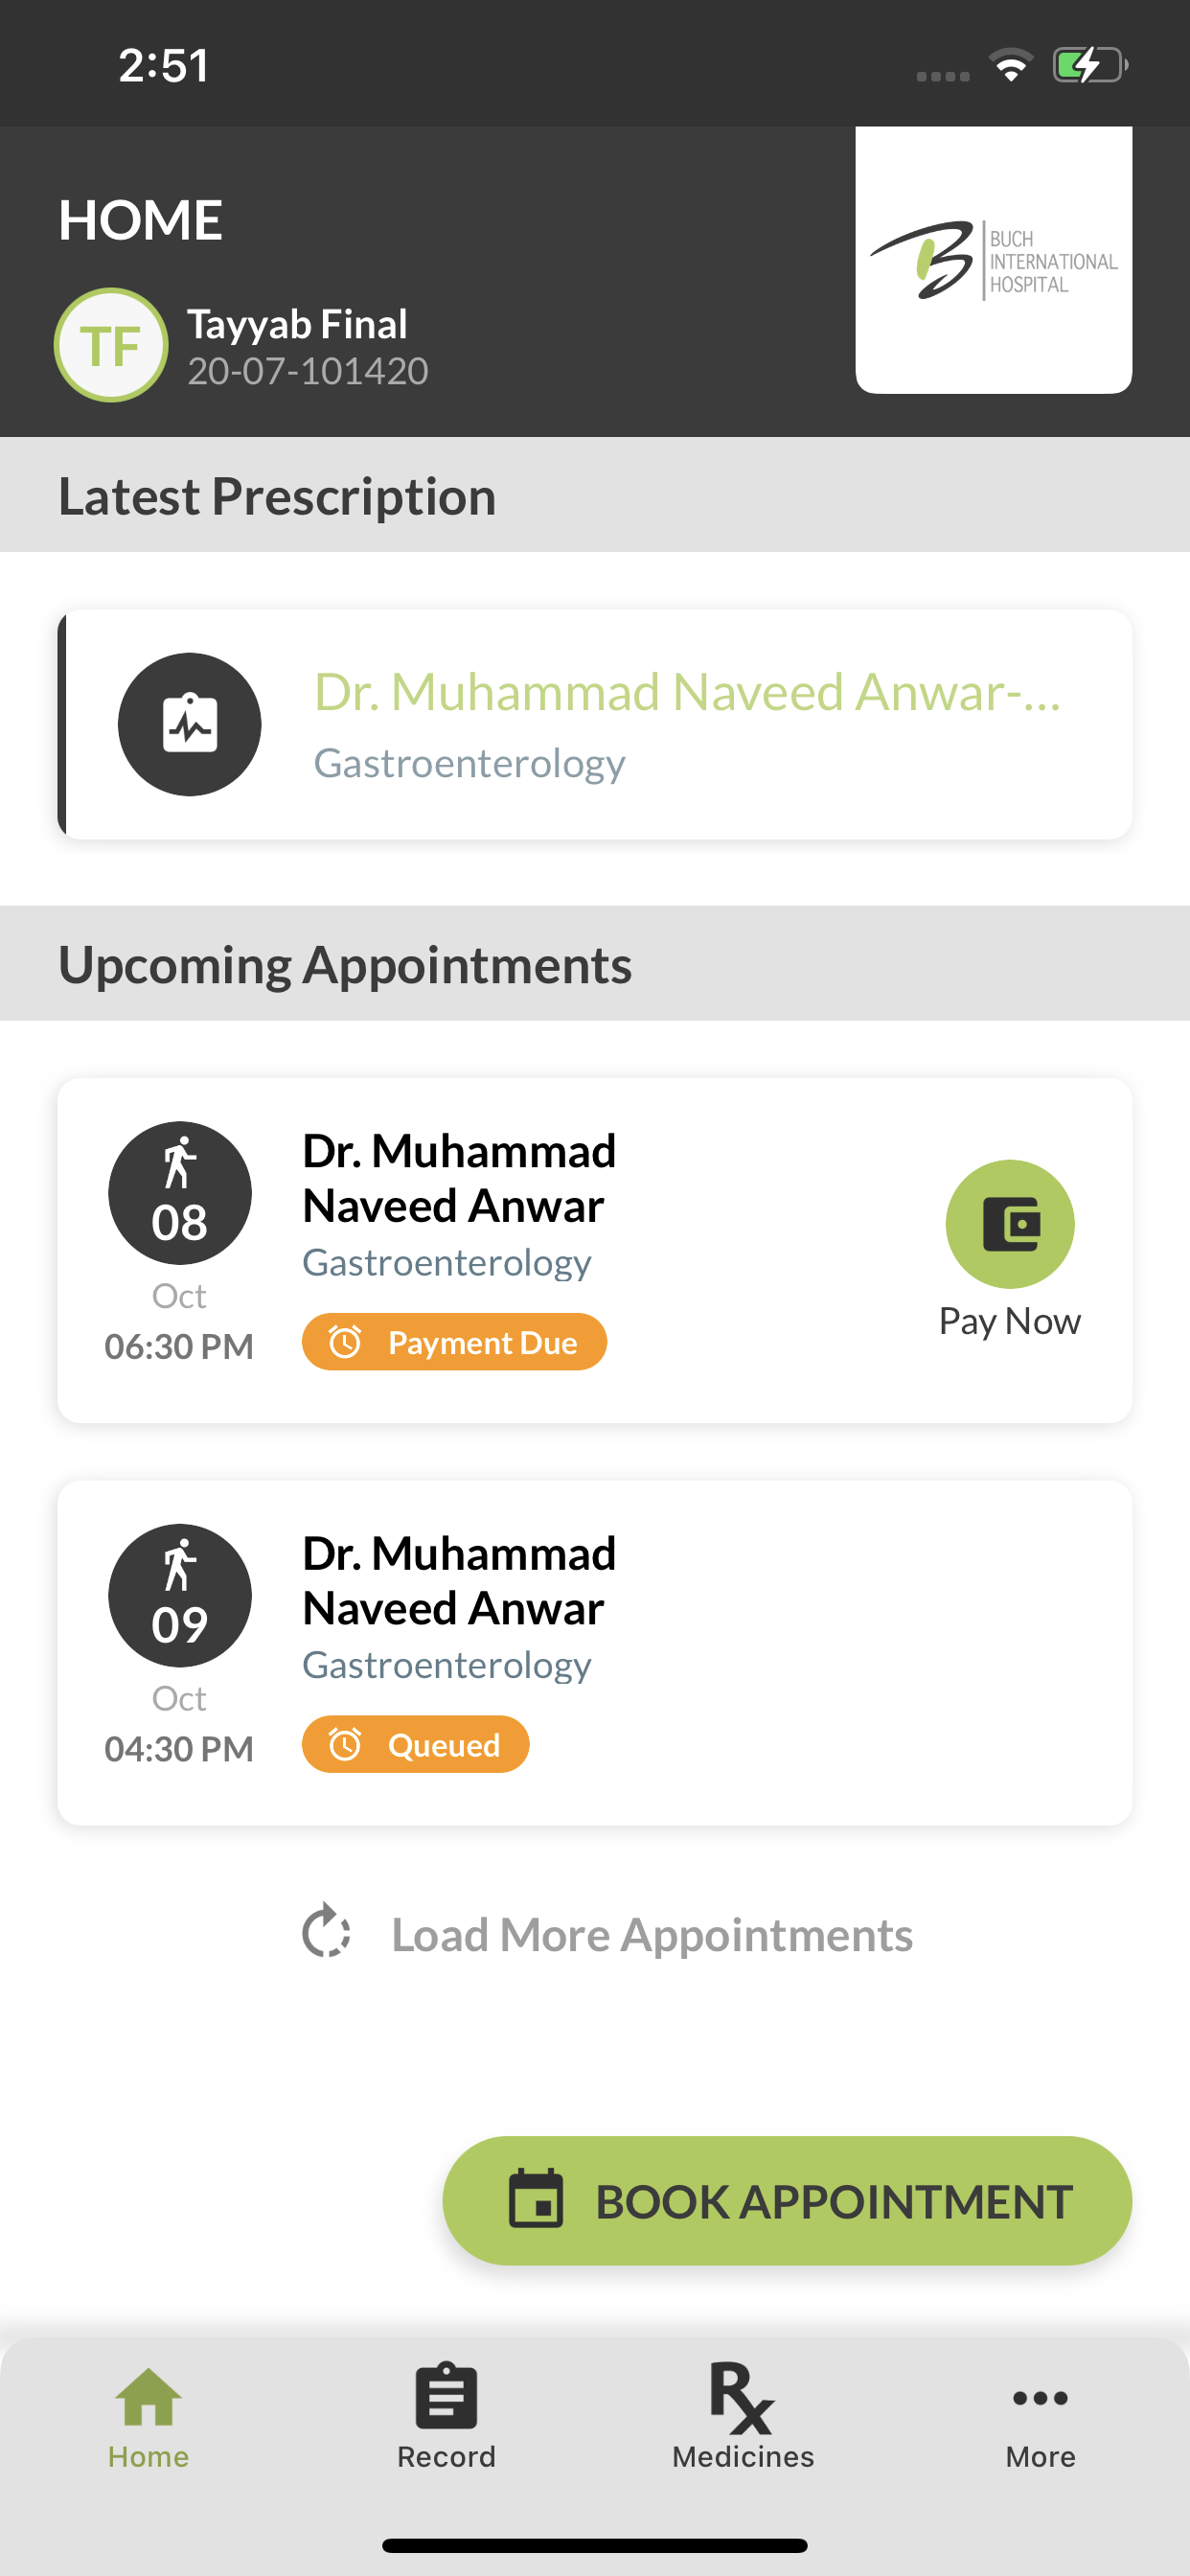 2:51
HOME
BUCH
INTERNATIONAL
HOSPITAL
TF
Tayyab Final
20-07-101420
Latest Prescription
Dr. Muhammad Naveed Anwar-...
Gastroenterology
Upcoming Appointments
08
Oct
06:30 PM
Dr. Muhammad
Naveed Anwar
Gastroenterology
Payment Due
Pay Now
09
Oct
04:30 PM
Dr. Muhammad
Naveed Anwar
Gastroenterology
Queued
Load More Appointments
BOOK APPOINTMENT
Home
Record
Rx
Medicines
More